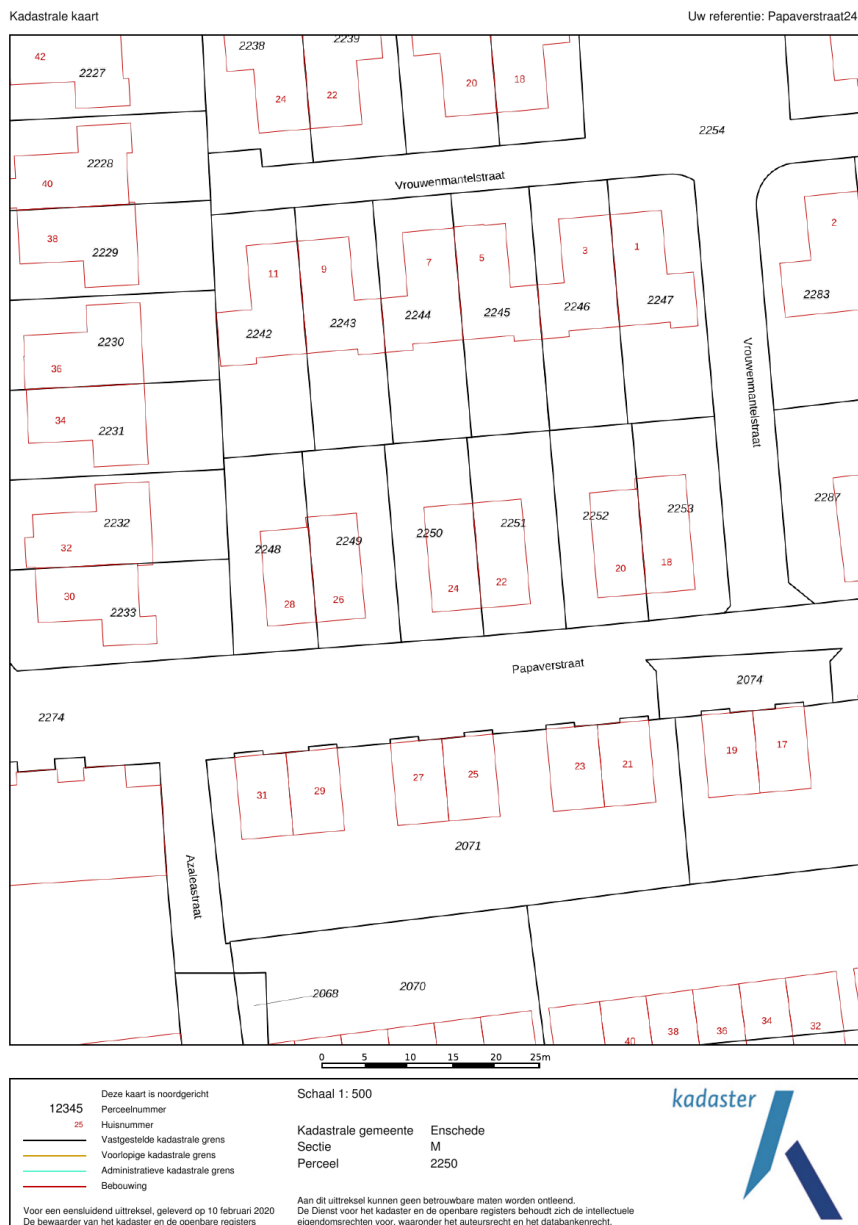 Kadastrale kaart
Uw referentie: Papaverstraat24
42
2227
2238
2239
24
22
20
18
2254
2228
40
Vrouwenmantelstraat
38
2229
11
9
7
5
3
1
2
2242
2243
2244
2245
2246
2247
2283
2230
36
Vrouwenmantelstraat
34
2231
2232
32
2248
2249
2250
2251
2252
2253
2287
30
2233
28
26
24
22
20
18
Papaverstraat
2074
2274
31
29
27
25
23
21
19
17
2071
Azaleastraat
2068
2070
40
38
36
34
32
0 5 10 15 20 25m
Deze kaart is noordgericht
12345 Perceelnummer
25 Huisnummer
Vastgestelde kadastrale grens
Voorlopige kadastrale grens
Administratieve kadastrale grens
Bebouwing
Voor een eensluidend uittreksel, geleverd op 10 februari 2020
De bewaarder van het kadaster en de openbare registers
Schaal 1: 500
Kadastrale gemeente Enschede
Sectie M
Perceel 2250
Aan dit uittreksel kunnen geen betrouwbare maten worden ontleend.
De Dienst voor het kadaster en de openbare registers behoudt zich de intellectuele
eigendomsrechten voor, waaronder het auteursrecht en het databankenrecht.
kadaster